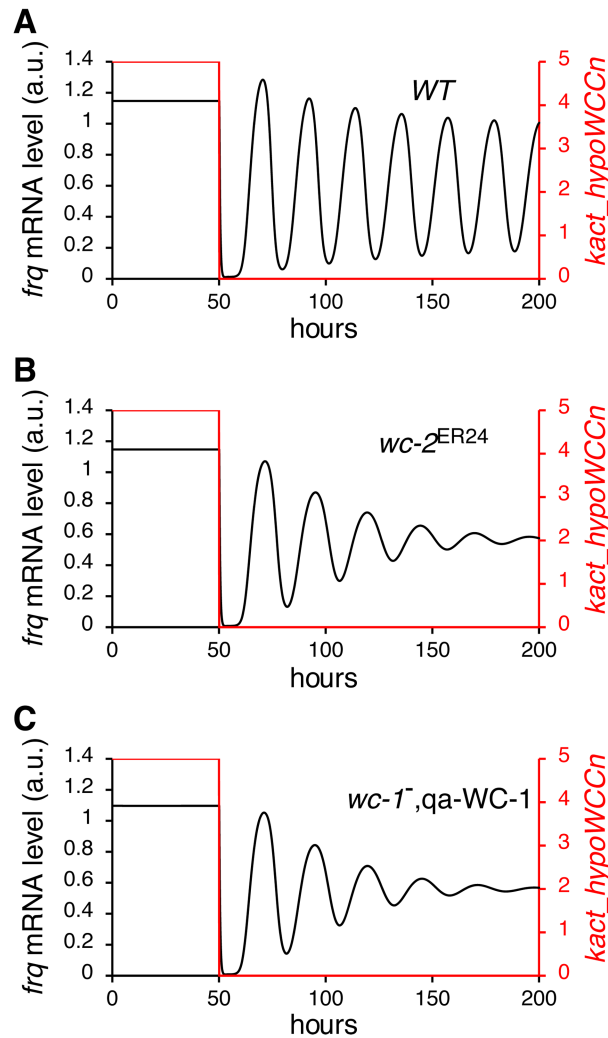 A
frq mRNA level (a.u.)
1.4
1.2
1
0.8
0.6
0.4
0.2
0
WT
5
4
3
2
1
0
kact_hypoWCCn
0 50 100 150 200
hours
B
frq mRNA level (a.u.)
1.4
1.2
1
0.8
0.6
0.4
0.2
0
wc-2ER24
5
4
3
2
1
0
kact_hypoWCCn
0 50 100 150 200
hours
C
frq mRNA level (a.u.)
1.4
1.2
1
0.8
0.6
0.4
0.2
0
wc-1-,qa-WC-1
5
4
3
2
1
0
kact_hypoWCCn
0 50 100 150 200
hours